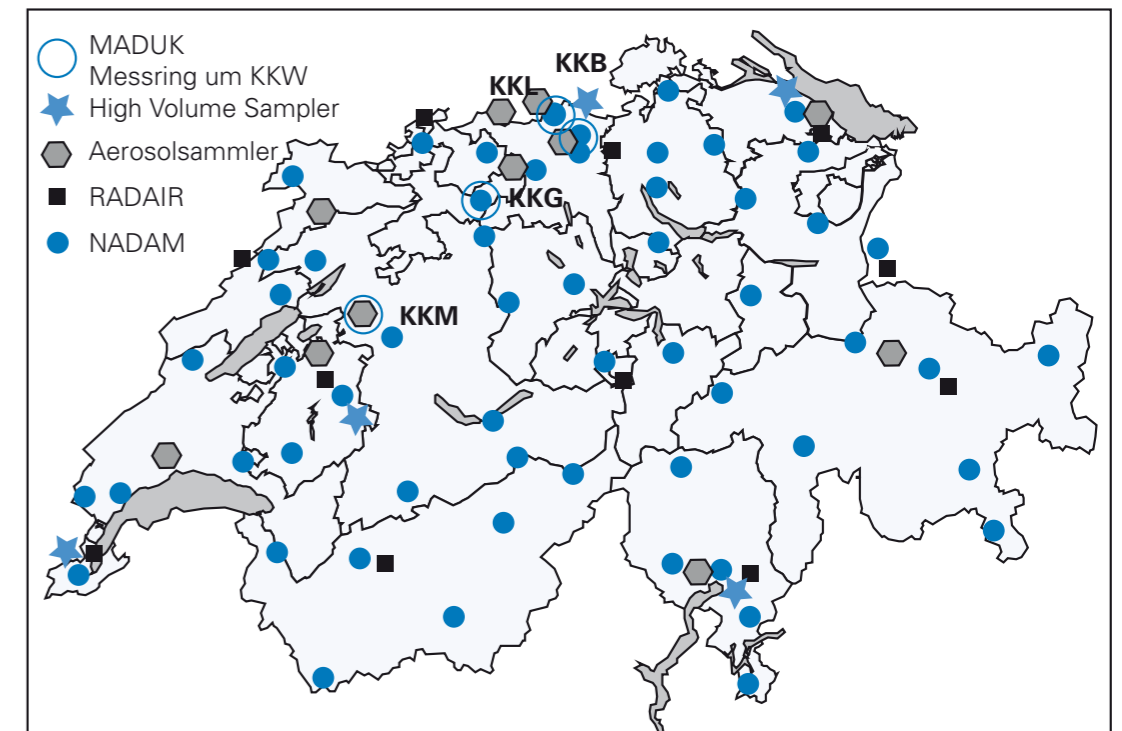 MADUK
Messring um KKW
High Volume Sampler
Aerosolsammler
RADAIR
NADAM
KKB
KKL
KKG
KKM